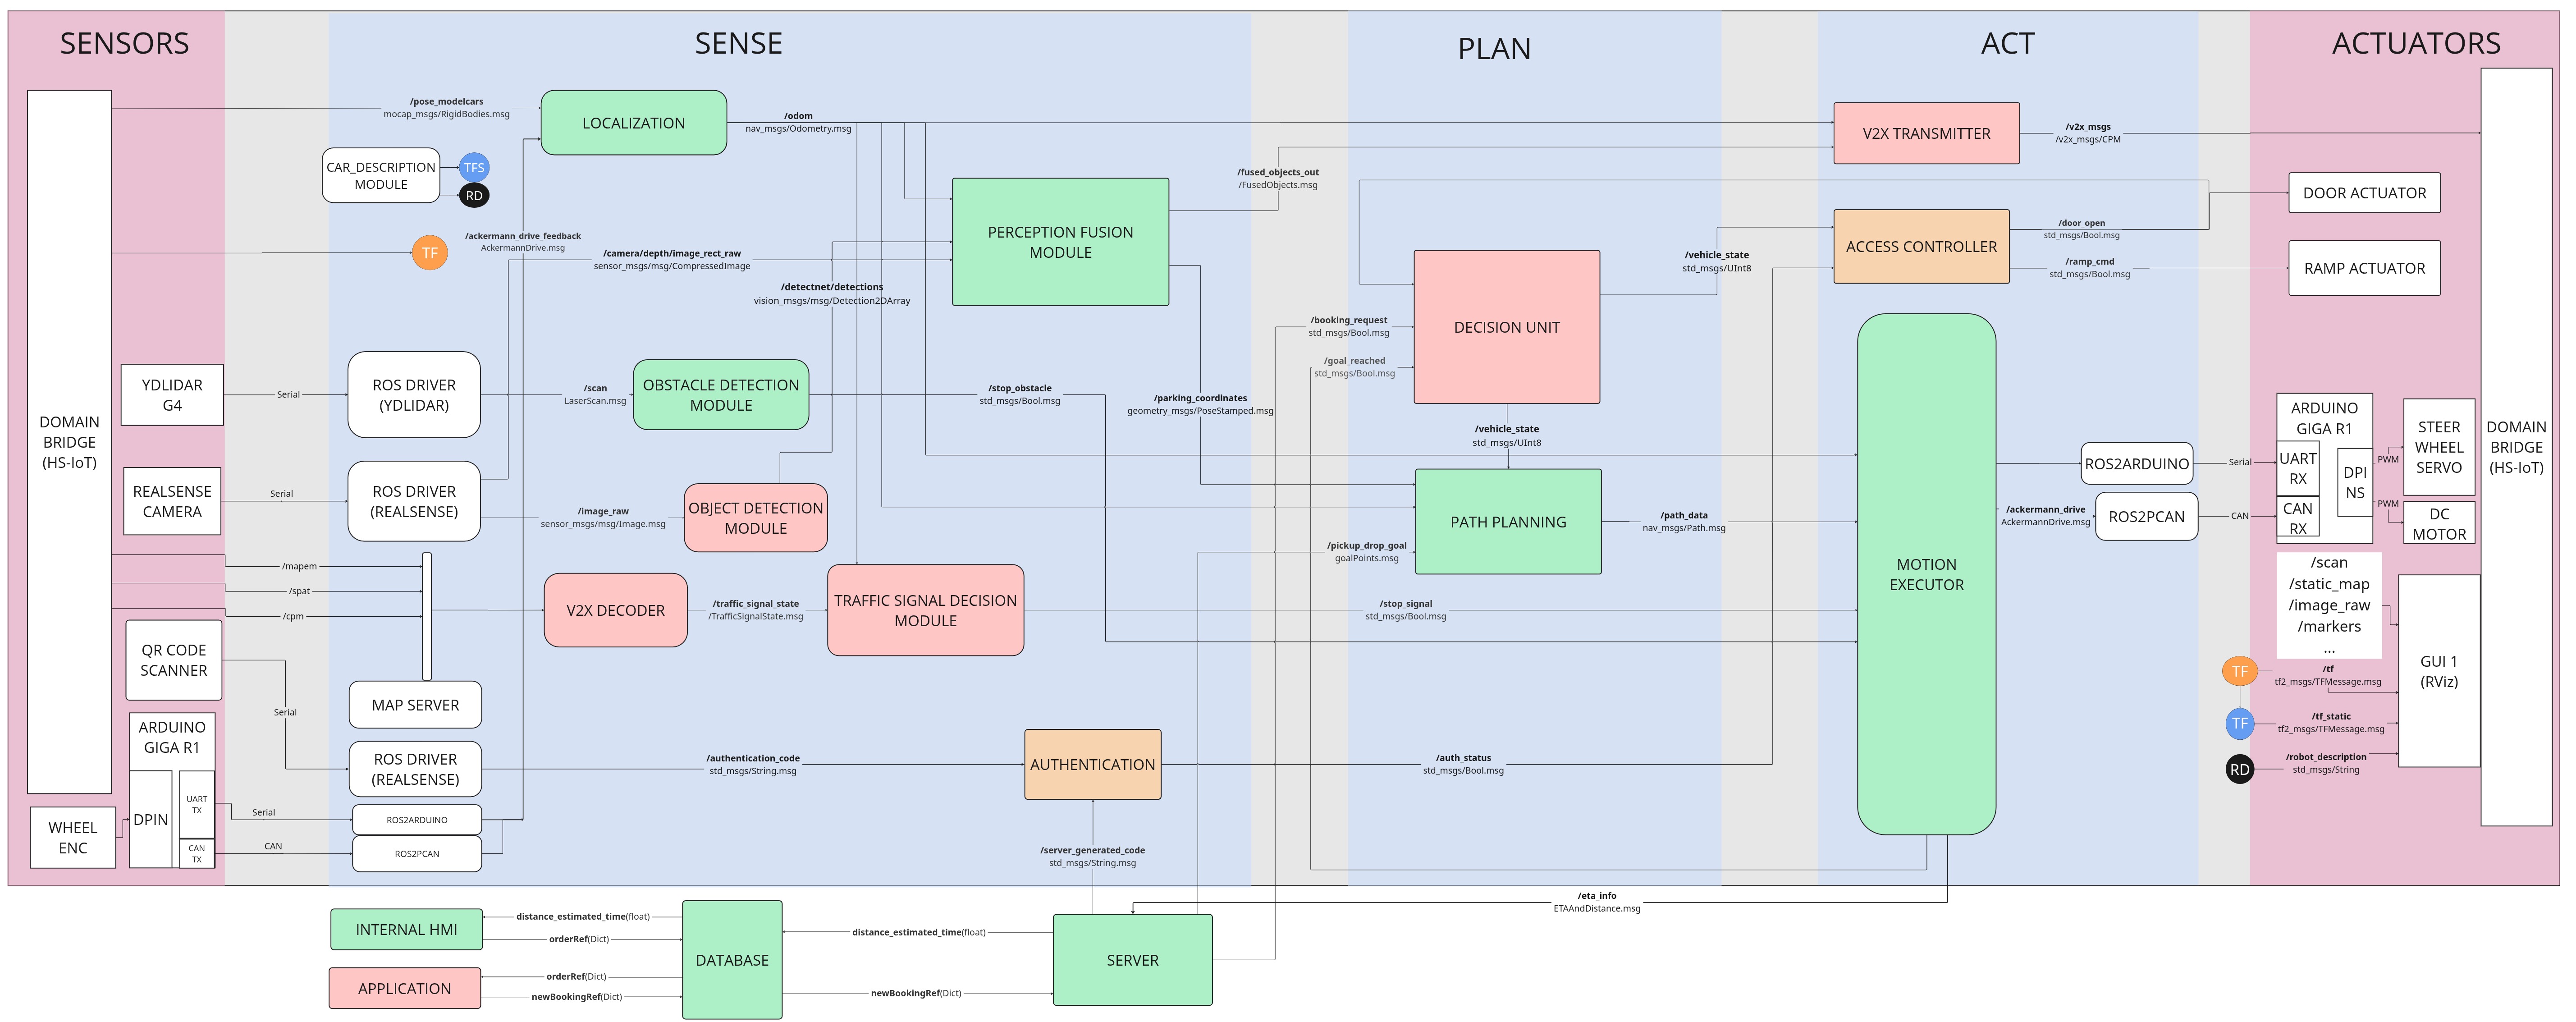 SENSORS
SENSE
PLAN
ACT
ACTUATORS
DOMAIN
BRIDGE
(HS-IoT)
YDLIDAR
G4
REALSENSE
CAMERA
QR CODE
SCANNER
ARDUINO
GIGA R1
DPIN
UART
TX
CAN
TX
WHEEL
ENC
Serial
Serial
/mapem
/spat
/cpm
Serial
Serial
CAN
/pose_modelcars
mocap_msgs/RigidBodies.msg
CAR_DESCRIPTION
MODULE
TFS
RD
TF
/ackermann_drive_feedback
AckermannDrive.msg
ROS DRIVER
(YDLIDAR)
ROS DRIVER
(REALSENSE)
MAP SERVER
ROS DRIVER
(REALSENSE)
ROS2ARDUINO
ROS2PCAN
LOCALIZATION
/odom
nav_msgs/Odometry.msg
/camera/depth/image_rect_raw
sensor_msgs/msg/CompressedImage
/detectnet/detections
vision_msgs/msg/Detection2DArray
PERCEPTION FUSION
MODULE
/scan
LaserScan.msg
OBSTACLE DETECTION
MODULE
/stop_obstacle
std_msgs/Bool.msg
/image_raw
sensor_msgs/msg/Image.msg
OBJECT DETECTION
MODULE
V2X DECODER
/traffic_signal_state
/TrafficSignalState.msg
TRAFFIC SIGNAL DECISION
MODULE
/authentication_code
std_msgs/String.msg
AUTHENTICATION
/server_generated_code
std_msgs/String.msg
/fused_objects_out
/FusedObjects.msg
/parking_coordinates
geometry_msgs/PoseStamped.msg
/booking_request
std_msgs/Bool.msg
/goal_reached
std_msgs/Bool.msg
DECISION UNIT
/vehicle_state
std_msgs/UInt8
/vehicle_state
std_msgs/UInt8
PATH PLANNING
/pickup_drop_goal
goalPoints.msg
/path_data
nav_msgs/Path.msg
/stop_signal
std_msgs/Bool.msg
/auth_status
std_msgs/Bool.msg
V2X TRANSMITTER
/v2x_msgs
/v2x_msgs/CPM
ACCESS CONTROLLER
/door_open
std_msgs/Bool.msg
/ramp_cmd
std_msgs/Bool.msg
MOTION
EXECUTOR
ROS2ARDUINO
/ackermann_drive
AckermannDrive.msg
ROS2PCAN
Serial
CAN
DOOR ACTUATOR
RAMP ACTUATOR
ARDUINO
GIGA R1
UART
RX
CAN
RX
DPI
NS
PWM
PWM
STEER
WHEEL
SERVO
DC
MOTOR
DOMAIN
BRIDGE
(HS-IoT)
/scan
/static_map
/image_raw
/markers
...
TF
/tf
tf2_msgs/TFMessage.msg
TF
/tf_static
tf2_msgs/TFMessage.msg
RD
/robot_description
std_msgs/String
GUI 1
(RViz)
/eta_info
ETAAndDistance.msg
INTERNAL HMI
distance_estimated_time(float)
orderRef(Dict)
APPLICATION
orderRef(Dict)
newBookingRef(Dict)
DATABASE
distance_estimated_time(float)
newBookingRef(Dict)
SERVER